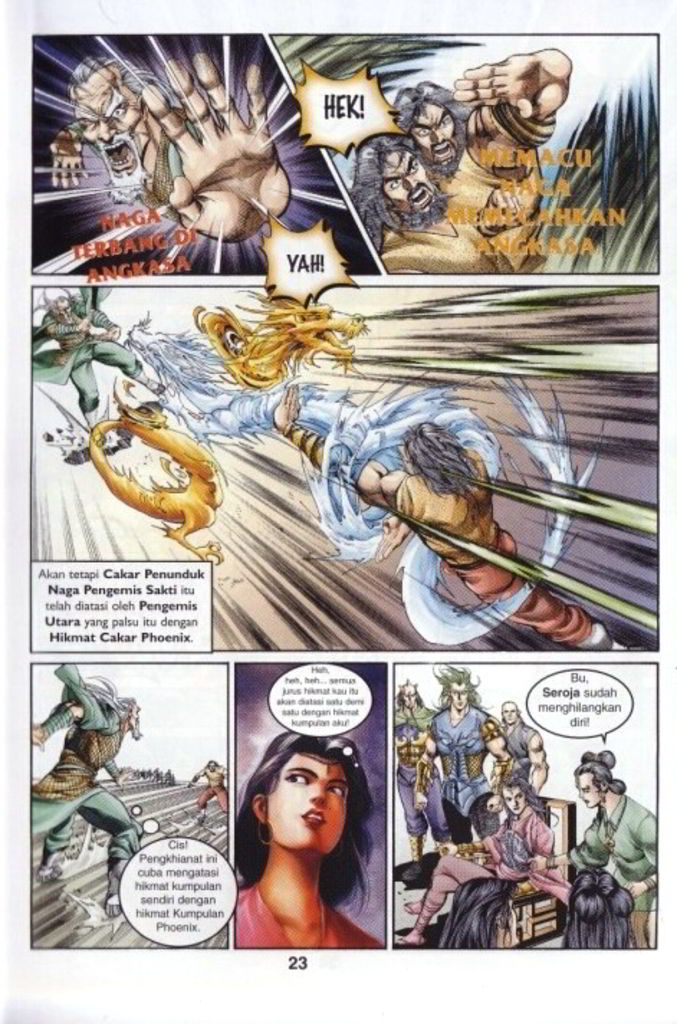 HEK!
NAGA
TERBANG DI
ANGKASA
MEMACU
NAGA
MEMECAHKAN
ANGKASA
YAH!
Akan tetapi Cakar Penunduk
Naga Pengemis Sakti itu
telah diatasi oleh Pengemis
Utara yang palsu itu dengan
Hikmat Cakar Phoenix.
Cis!
Pengkhianat ini
cuba mengatasi
hikmat kumpulan
sendiri dengan
hikmat Kumpulan
Phoenix.
Heh,
heh, heh... semua
jurus hikmat kau itu
akan diatasi satu demi
satu dengan hikmat
kumpulan aku!
Bu,
Seroja sudah
menghilangkan
diri!
23